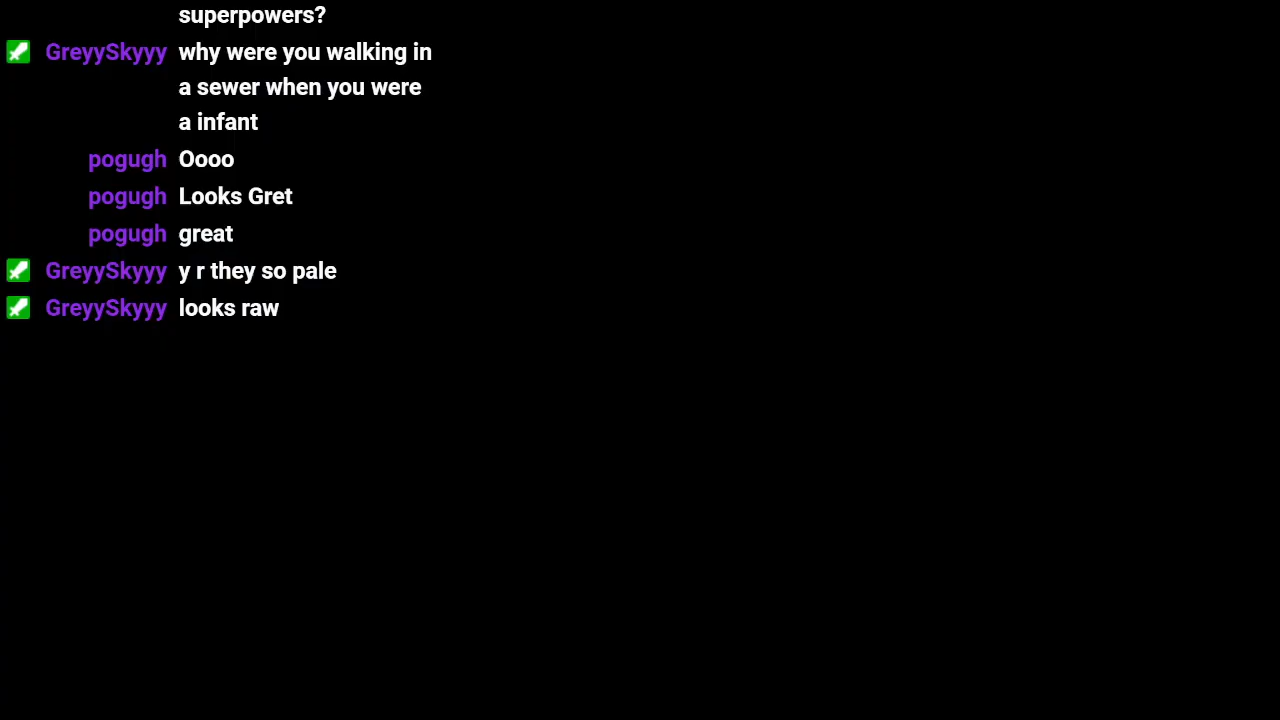 superpowers?
GreyySkyyy why were you walking in
a sewer when you were
a infant
pogugh Oooo
pogugh Looks Gret
pogugh great
GreyySkyyy y r they so pale
GreyySkyyy looks raw